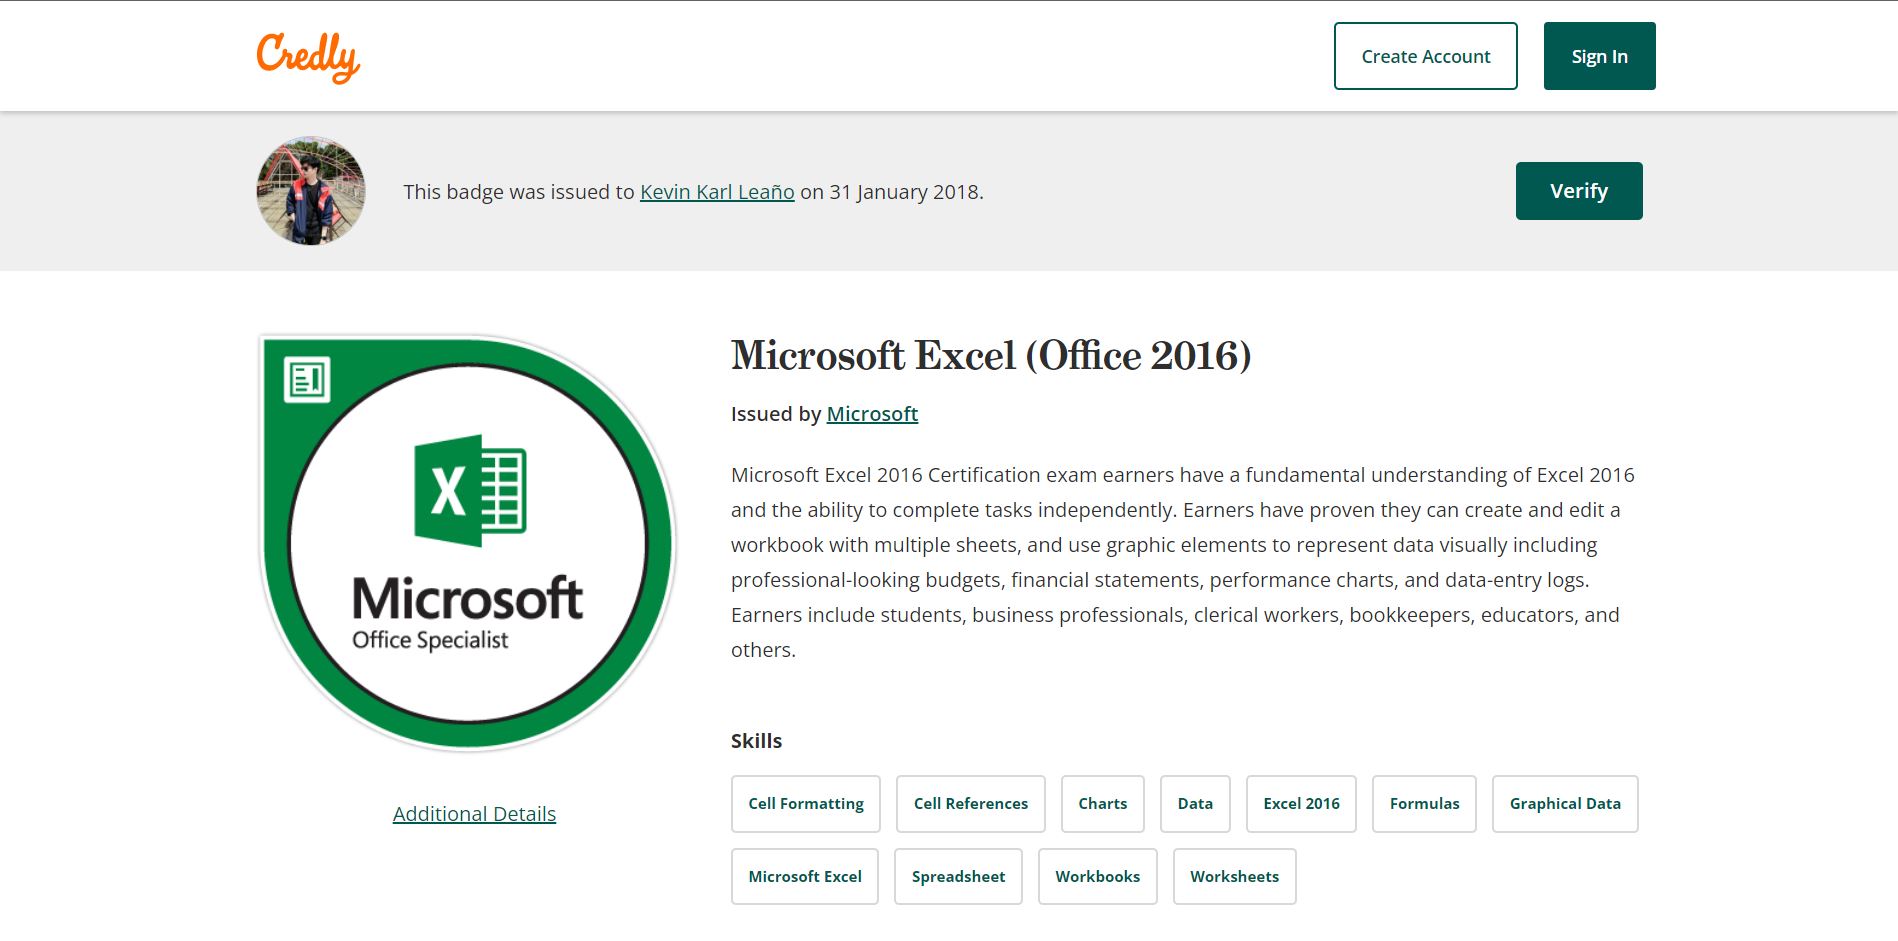 Credly
Create Account
Sign In
This badge was issued to Kevin Karl Leaño on 31 January 2018.
Verify
X
Microsoft
Office Specialist
Additional Details
Microsoft Excel (Office 2016)
Issued by Microsoft
Microsoft Excel 2016 Certification exam earners have a fundamental understanding of Excel 2016
and the ability to complete tasks independently. Earners have proven they can create and edit a
workbook with multiple sheets, and use graphic elements to represent data visually including
professional-looking budgets, financial statements, performance charts, and data-entry logs.
Earners include students, business professionals, clerical workers, bookkeepers, educators, and
others.
Skills
Cell Formatting
Cell References
Charts
Data
Excel 2016
Formulas
Graphical Data
Microsoft Excel
Spreadsheet
Workbooks
Worksheets